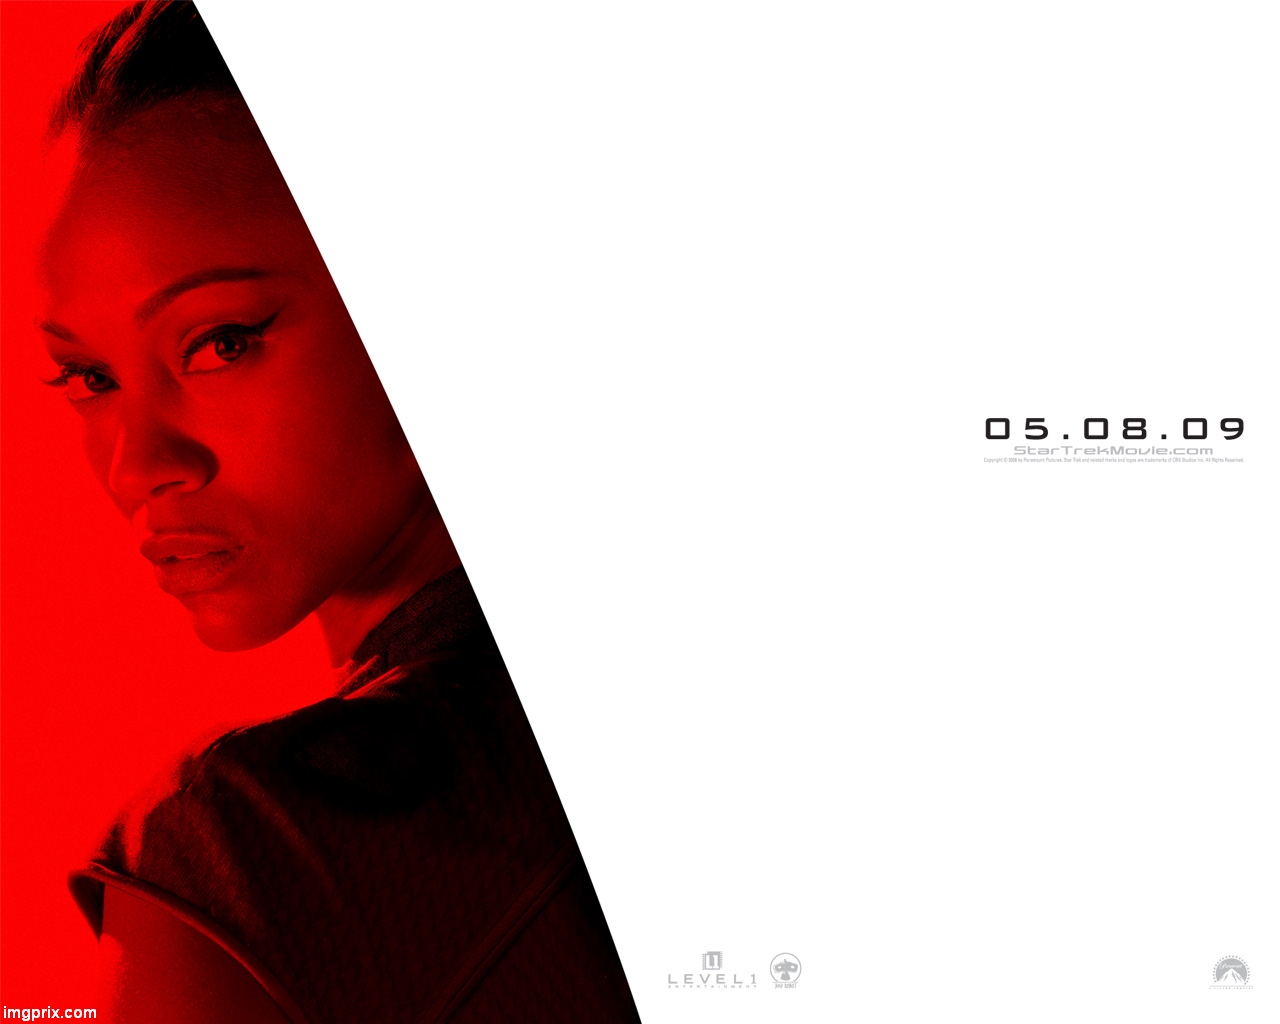 05.08.09
StarTrekMovie.com
Copyright © 2008 by Paramount Pictures. Star Trek and related marks and logos are trademarks of CBS Studios Inc. All Rights Reserved.
L1
LEVEL 1
ENTERTAINMENT
BAD ROBOT
Paramount
imgprix.com